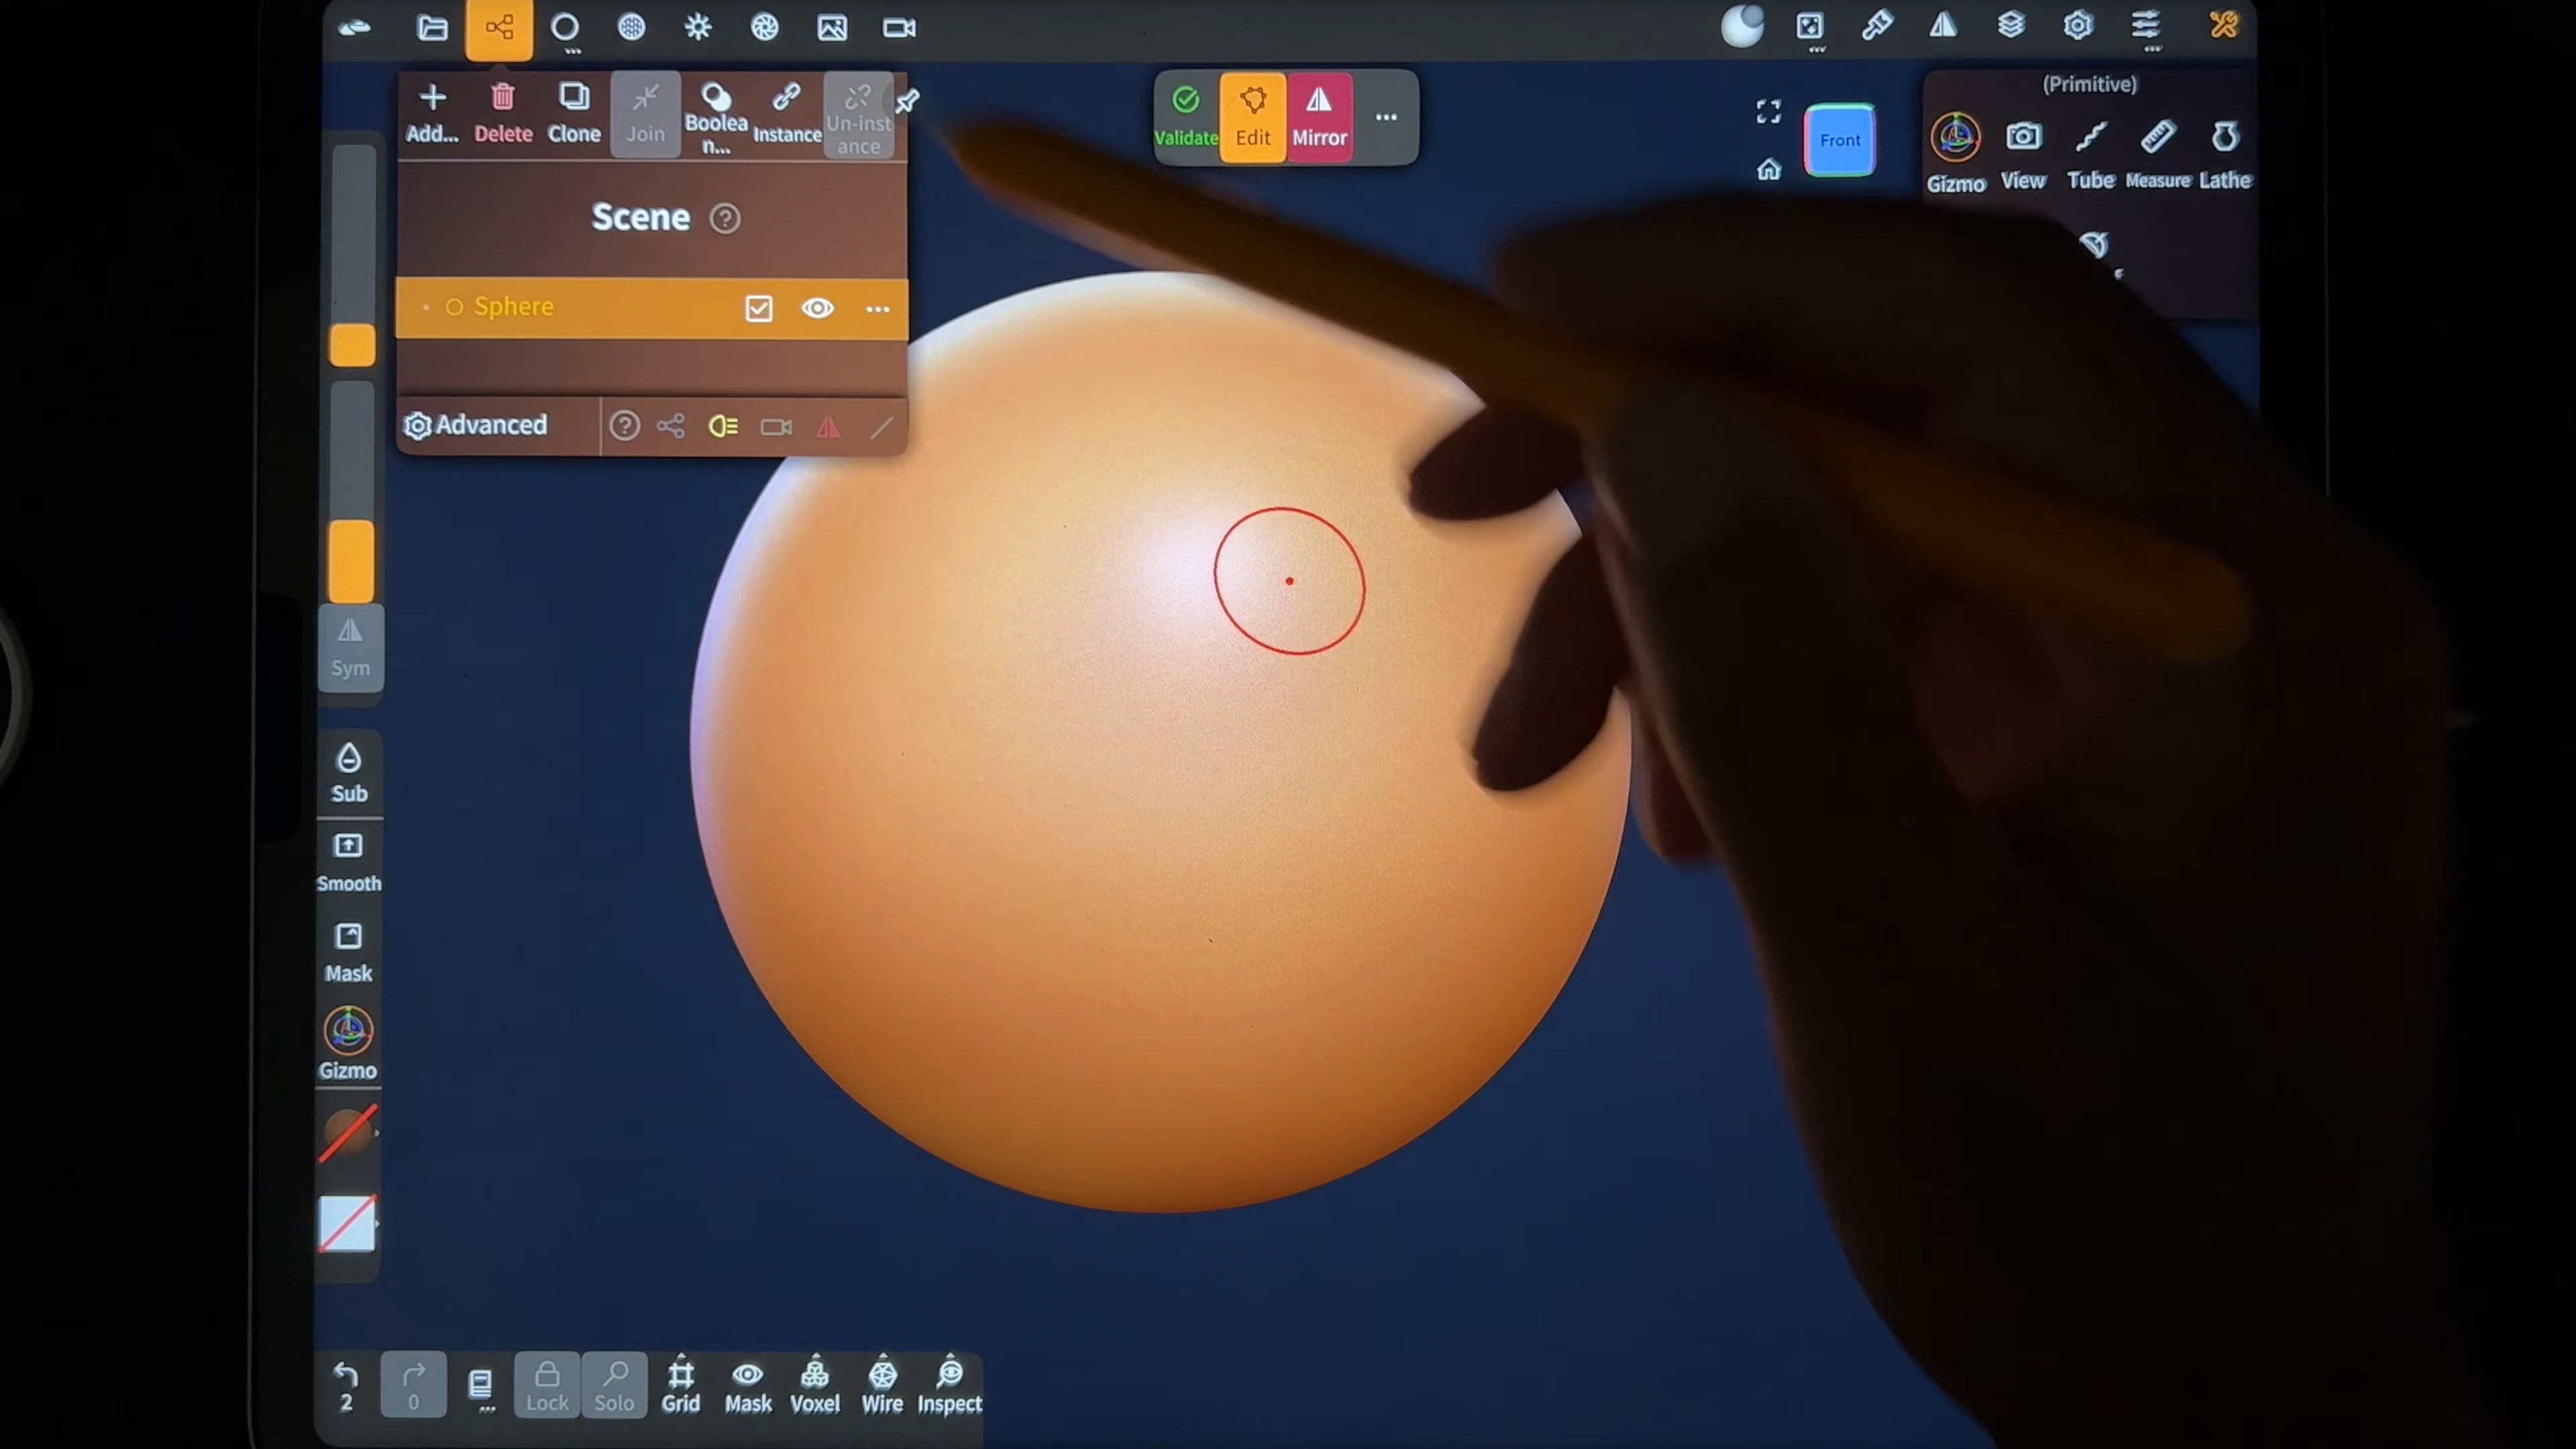 Add...
Delete
Clone
Join
Boolea
n...
Instance
Un-inst
ance
Scene
Sphere
Advanced
Validate
Edit
Mirror
Front
(Primitive)
Gizmo
View
Tube
Measure
Lathe
Sym
Sub
Smooth
Mask
Gizmo
2
0
Lock
Solo
Grid
Mask
Voxel
Wire
Inspect